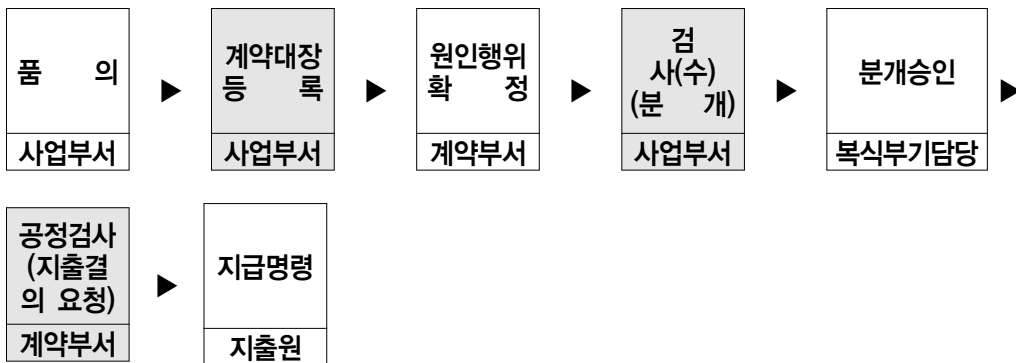 품 의
사업부서
▶
계약대장
등 록
사업부서
▶
원인행위
확 정
계약부서
▶
검
사(수)
(분 개)
사업부서
▶
분개승인
복식부기담당
▶
공정검사
(지출결
의 요청)
계약부서
▶
지급명령
지출원